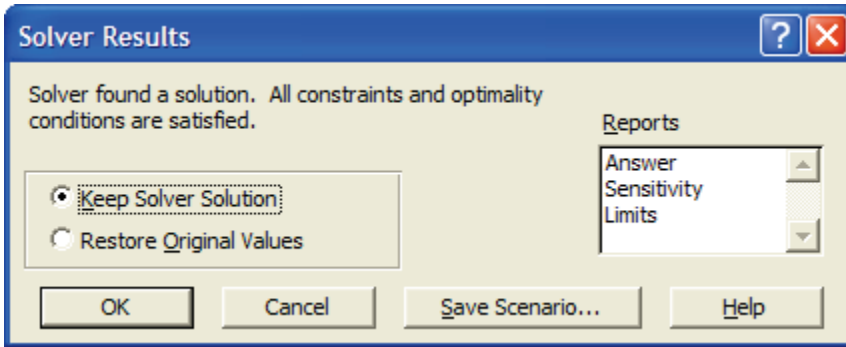 Solver Results
Solver found a solution. All constraints and optimality
conditions are satisfied.
Reports
Answer
Sensitivity
Limits
Keep Solver Solution
Restore Original Values
OK
Cancel
Save Scenario...
Help